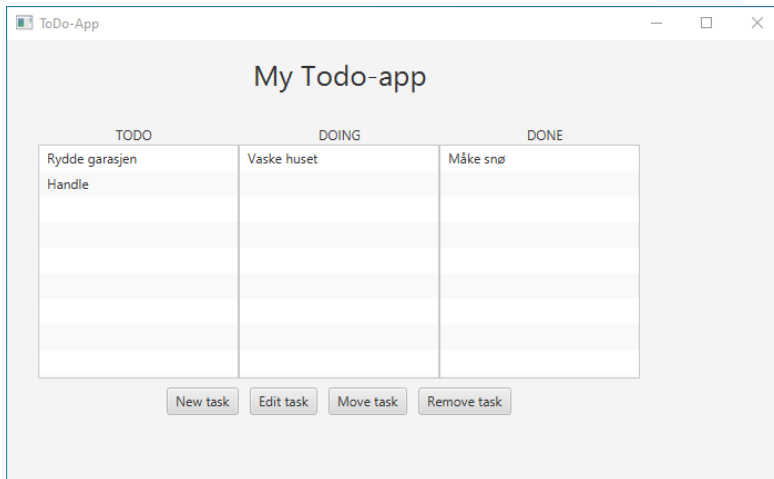 ToDo-App
My Todo-app
TODO DOING DONE
Rydde garasjen Vaske huset Måke snø
Handle
New task Edit task Move task Remove task